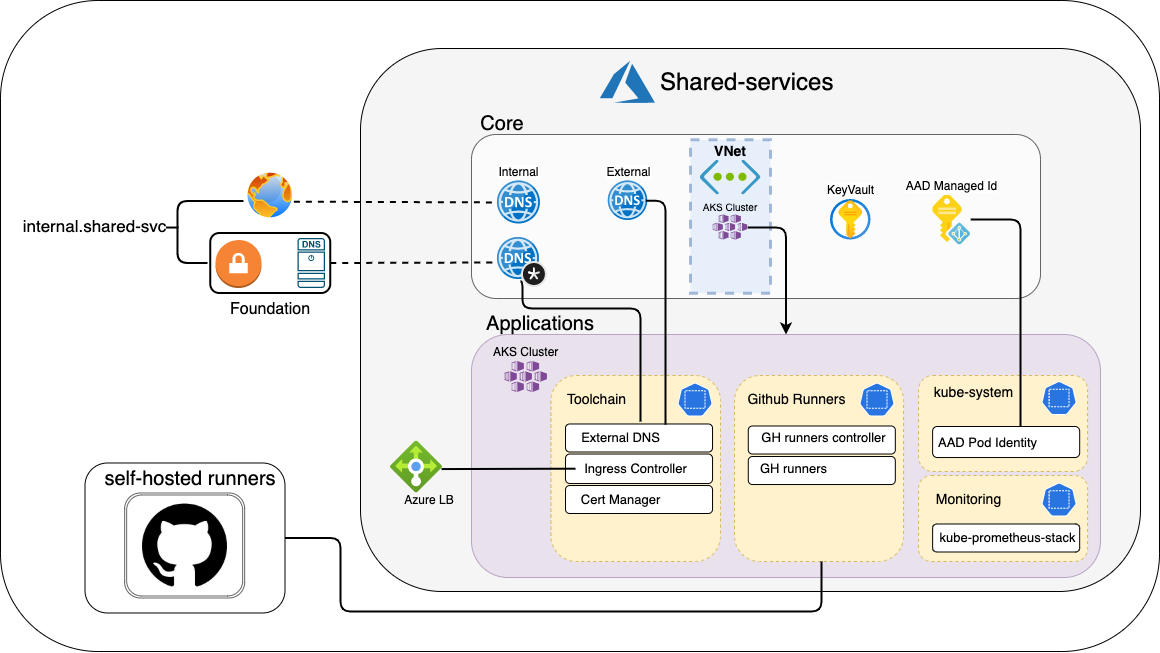 Shared-services
Core
Internal
External
VNet
AKS Cluster
KeyVault
AAD Managed Id
DNS
DNS
DNS
*
internal.shared-svc
DNS
Foundation
Applications
AKS Cluster
Toolchain
External DNS
Ingress Controller
Cert Manager
Github Runners
GH runners controller
GH runners
kube-system
AAD Pod Identity
Monitoring
kube-prometheus-stack
Azure LB
self-hosted runners